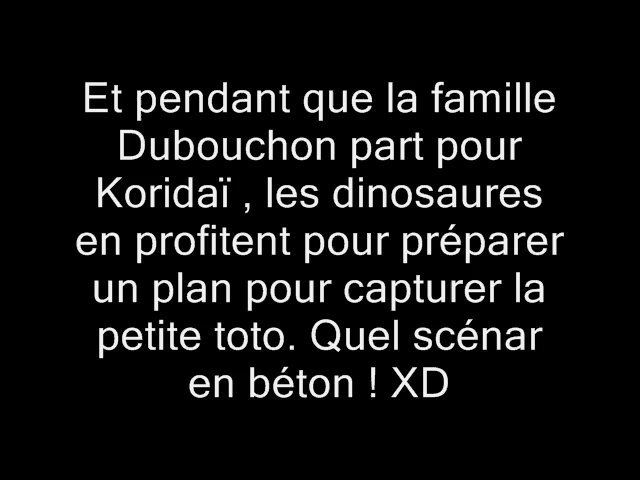 Et pendant que la famille
Dubouchon part pour
Koridaï , les dinosaures
en profitent pour préparer
un plan pour capturer la
petite toto. Quel scénar
en béton ! XD